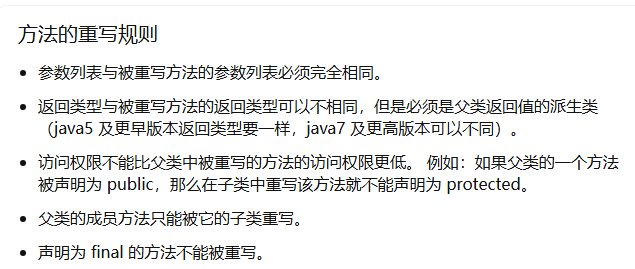 方法的重写规则
参数列表与被重写方法的参数列表必须完全相同。
返回类型与被重写方法的返回类型可以不相同，但是必须是父类返回值的派生类
（java5 及更早版本返回类型要一样，java7 及更高版本可以不同）。
访问权限不能比父类中被重写的方法的访问权限更低。 例如：如果父类的一个方法
被声明为 public，那么在子类中重写该方法就不能声明为 protected。
父类的成员方法只能被它的子类重写。
声明为 final 的方法不能被重写。